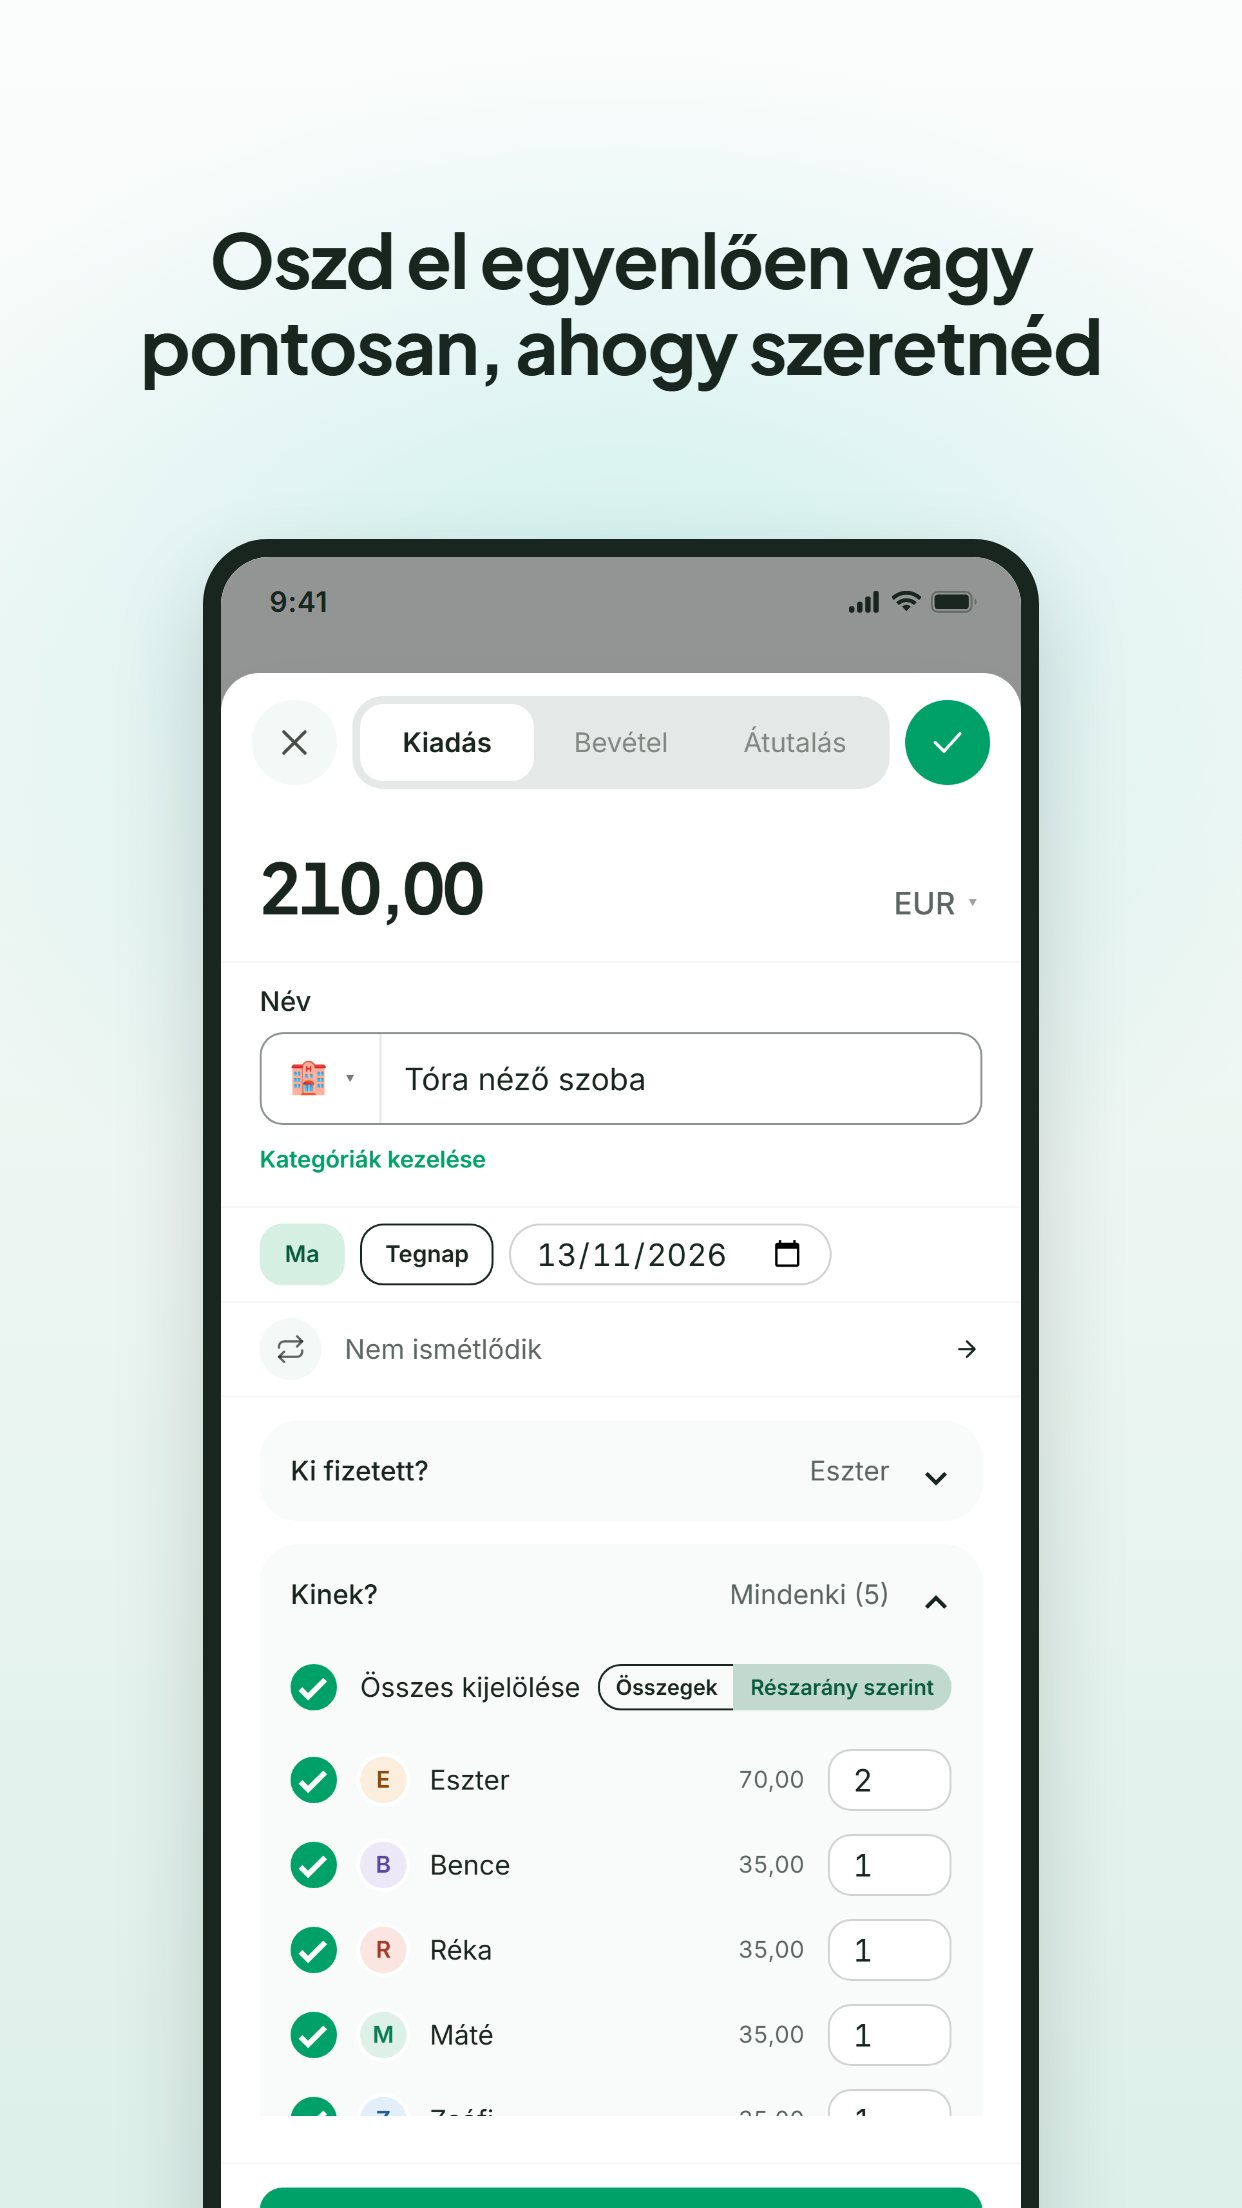 Oszd el egyenlően vagy
pontosan, ahogy szeretnéd
9:41
Kiadás Bevétel Átutalás
210,00 EUR
Név
Tóra néző szoba
Kategóriák kezelése
Ma Tegnap 13/11/2026
Nem ismétlődik
Ki fizetett? Eszter
Kinek? Mindenki (5)
Összes kijelölése Összegek Részarány szerint
E Eszter 70,00 2
B Bence 35,00 1
R Réka 35,00 1
M Máté 35,00 1